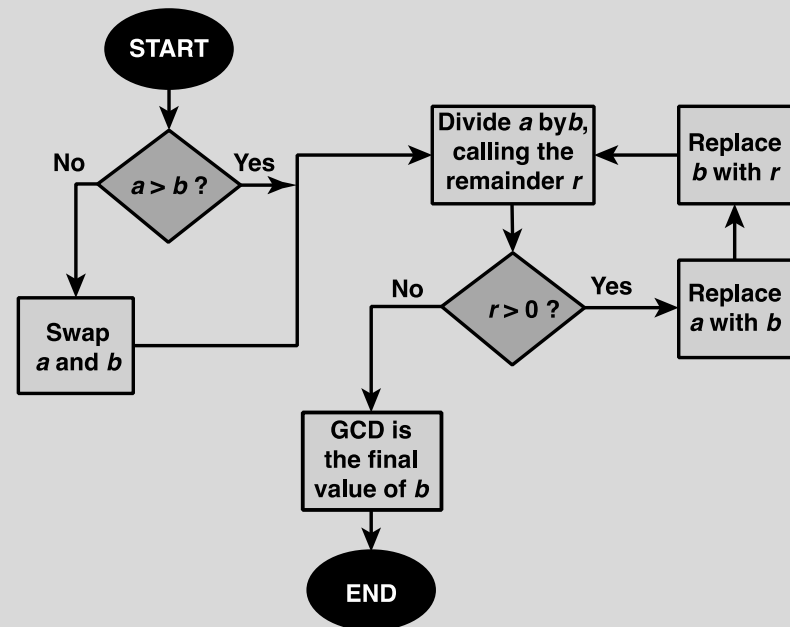 START
No
Yes
a > b ?
Swap
a and b
Divide a byb,
calling the
remainder r
Replace
b with r
No
Yes
r > 0 ?
Replace
a with b
GCD is
the final
value of b
END